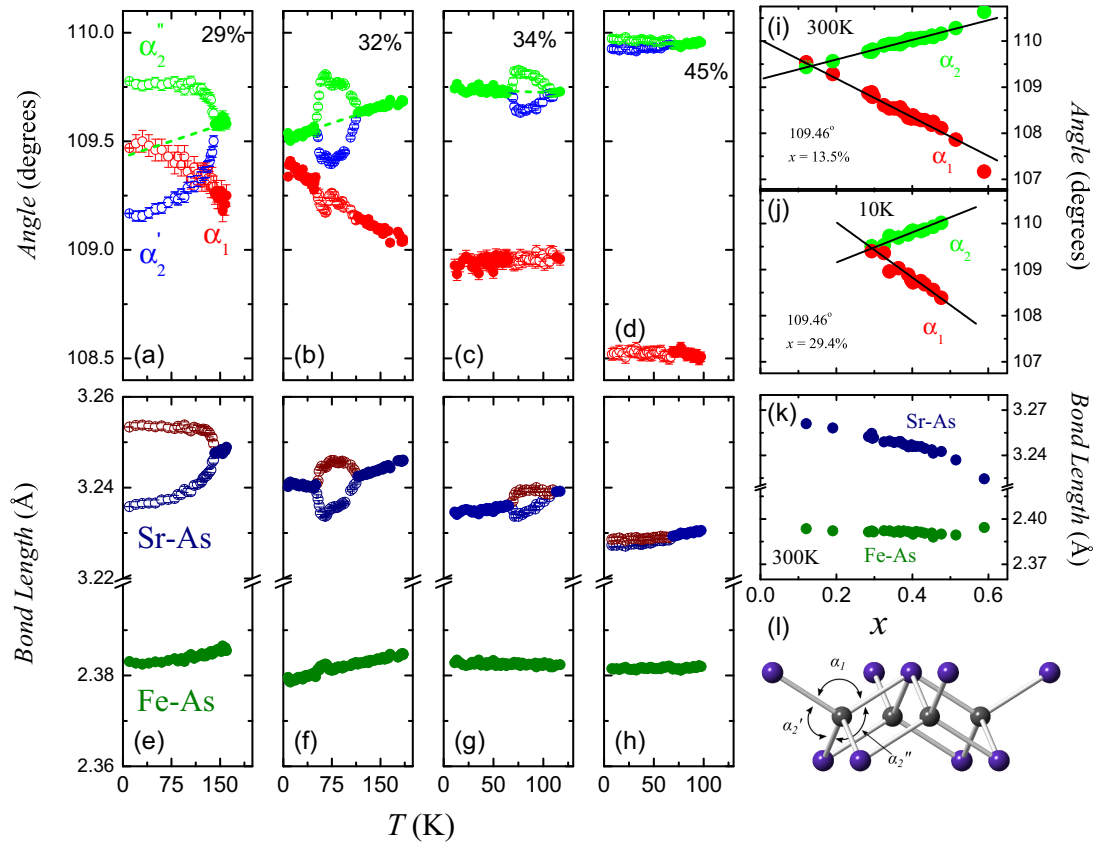 110.0
109.5
109.0
108.5
Angle (degrees)
α₂''
29%
α₂'
α₁
(a)
32%
(b)
34%
(c)
45%
(d)
3.26
3.24
3.22
2.38
2.36
Bond Length (Å)
Sr-As
Fe-As
(e)
(f)
(g)
(h)
0 75 150
0 75 150
0 50 100
0 25 50 75 100
T (K)
(i) 300K
α₂
α₁
109.46°
x = 13.5%
110
109
108
107
(j) 10K
α₂
α₁
109.46°
x = 29.4%
110
109
108
107
Angle (degrees)
(k)
Sr-As
Fe-As
300K
3.27
3.24
2.40
2.37
Bond Length (Å)
0.0 0.2 0.4 0.6
x
(l)
α₁
α₂'
α₂''